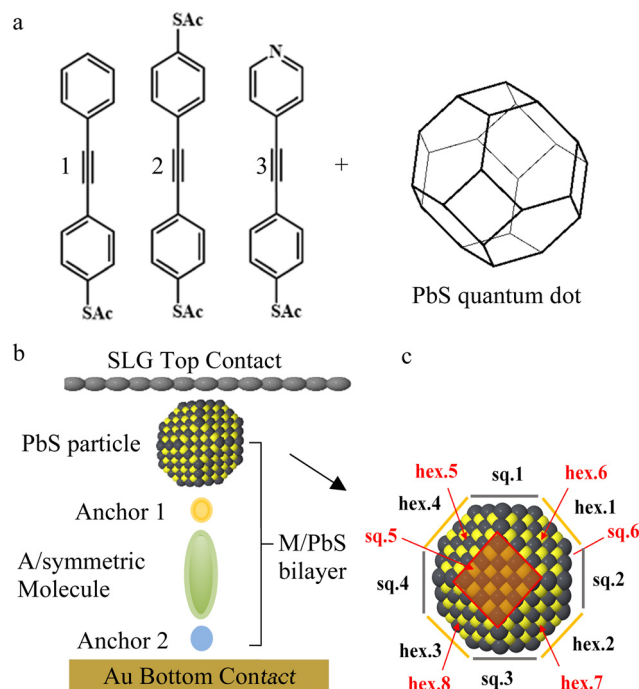 a
SAc
N
1
2
3
+
SAc
SAc
SAc
PbS quantum dot
b
c
SLG Top Contact
PbS particle
Anchor 1
A/symmetric
Molecule
Anchor 2
M/PbS
bilayer
Au Bottom Contact
hex.5
sq.1
hex.6
hex.4
hex.1
sq.5
sq.6
sq.4
sq.2
hex.3
hex.2
hex.8
sq.3
hex.7